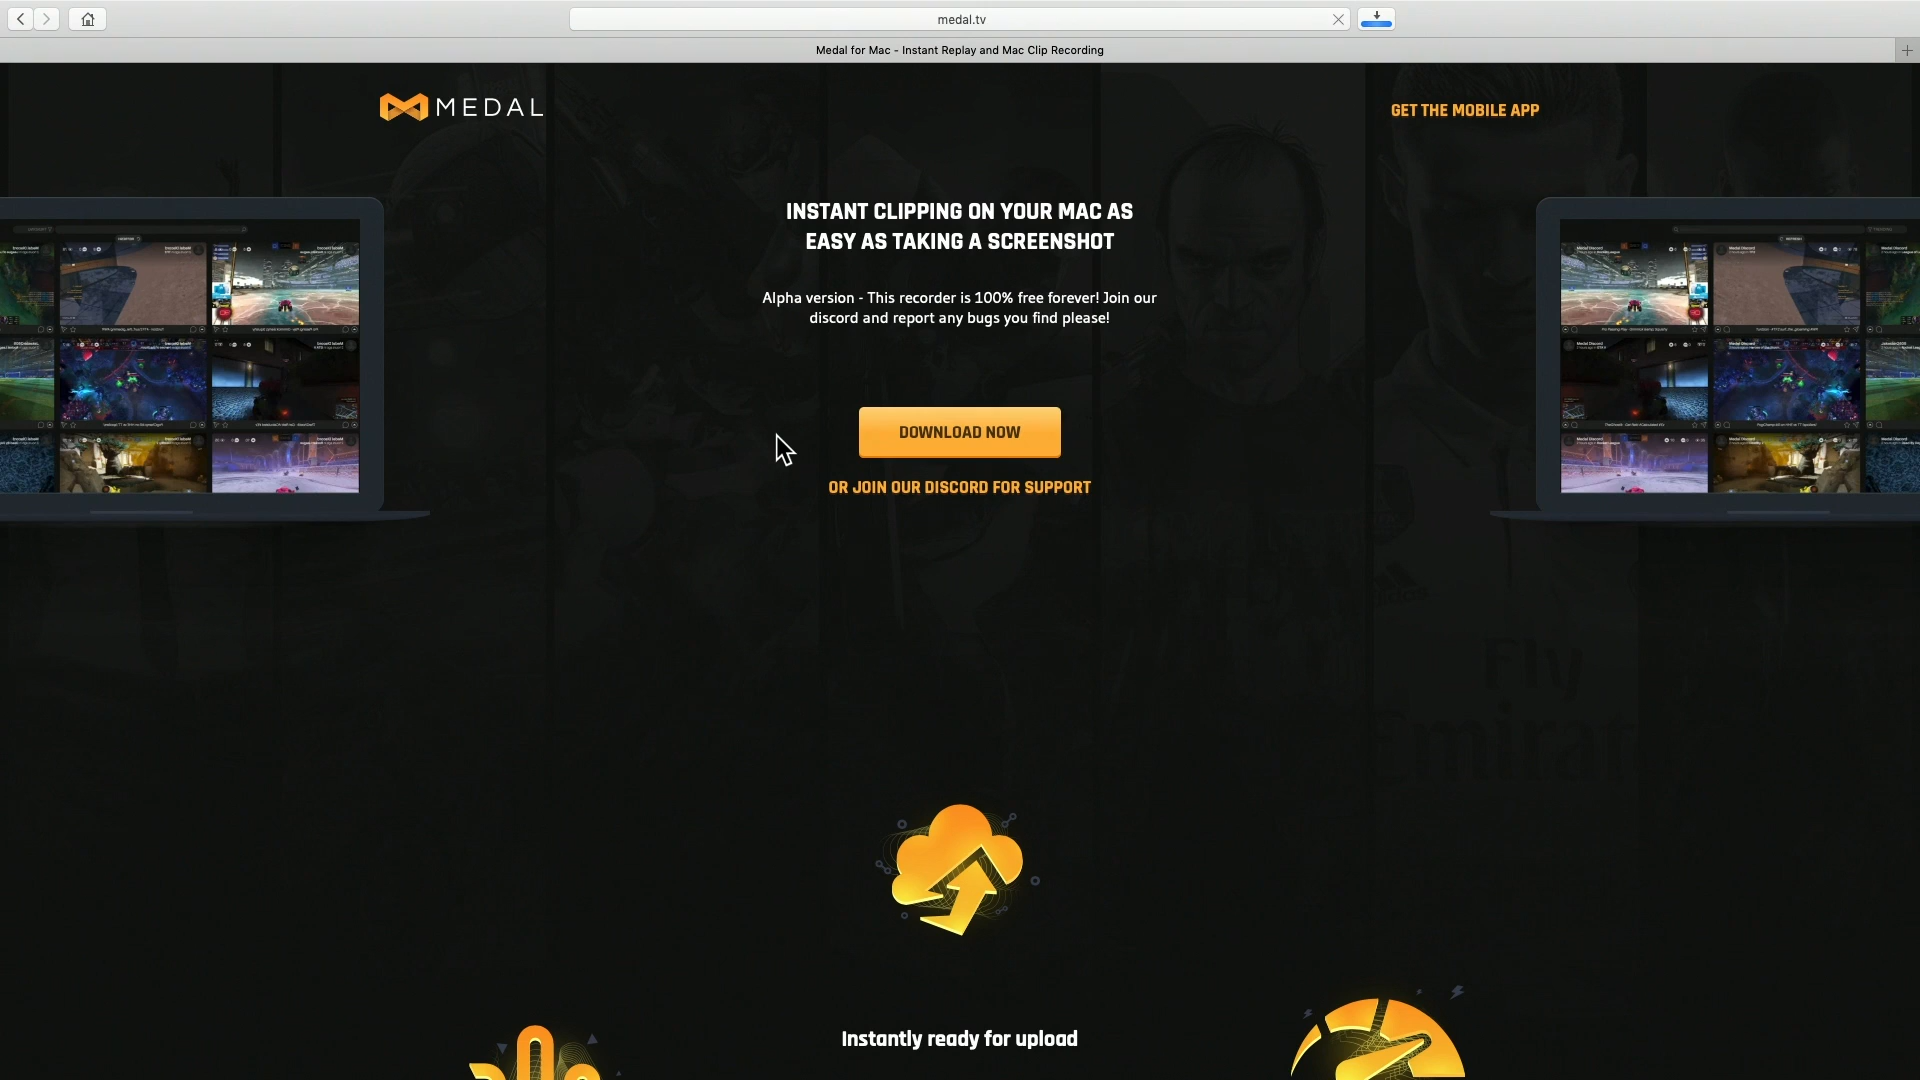 medal.tv
Medal for Mac - Instant Replay and Mac Clip Recording
MEDAL
GET THE MOBILE APP
INSTANT CLIPPING ON YOUR MAC AS
EASY AS TAKING A SCREENSHOT
Alpha version - This recorder is 100% free forever! Join our
discord and report any bugs you find please!
DOWNLOAD NOW
OR JOIN OUR DISCORD FOR SUPPORT
Fly
Instantly ready for upload